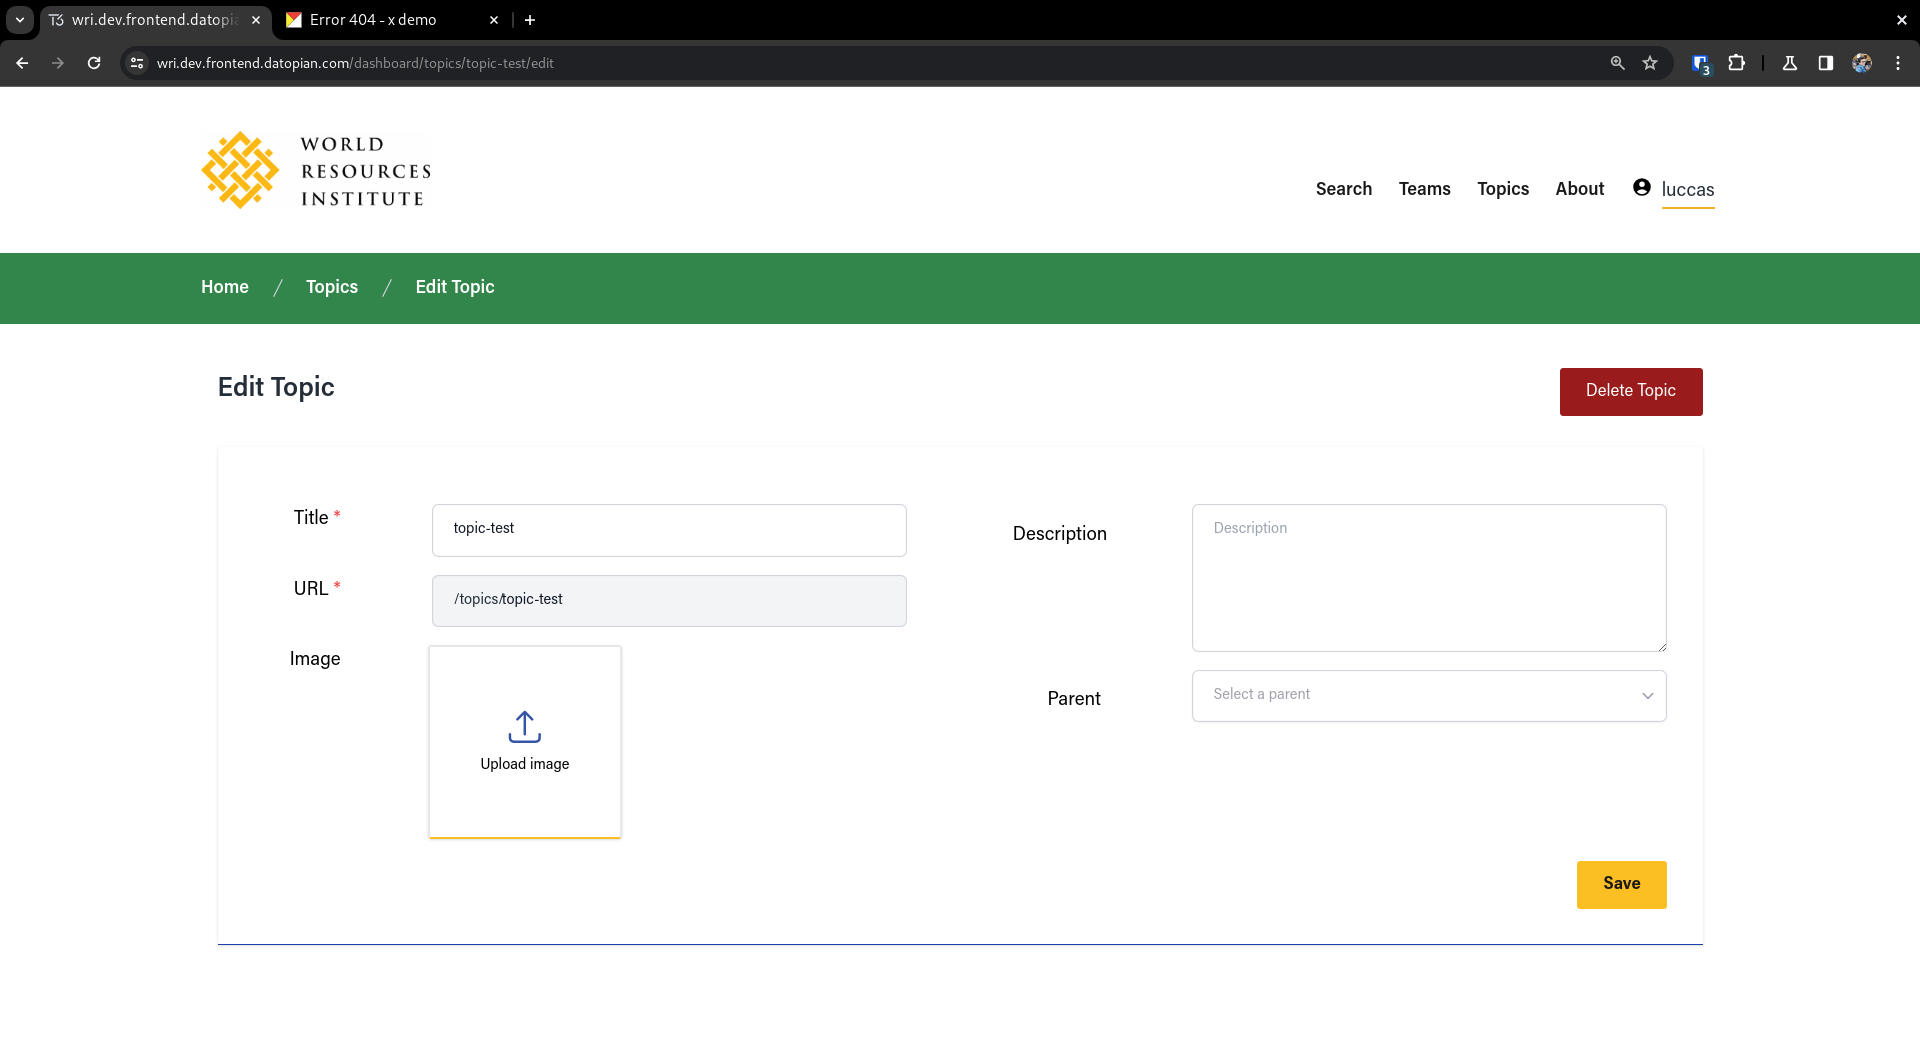 wri.dev.frontend.datopia
Error 404 - x demo
wri.dev.frontend.datopian.com/dashboard/topics/topic-test/edit
3
WORLD
RESOURCES
INSTITUTE
Search Teams Topics About luccas
Home / Topics / Edit Topic
Edit Topic
Delete Topic
Title *
topic-test
Description
Description
URL *
/topics/topic-test
Image
Upload image
Parent
Select a parent
Save